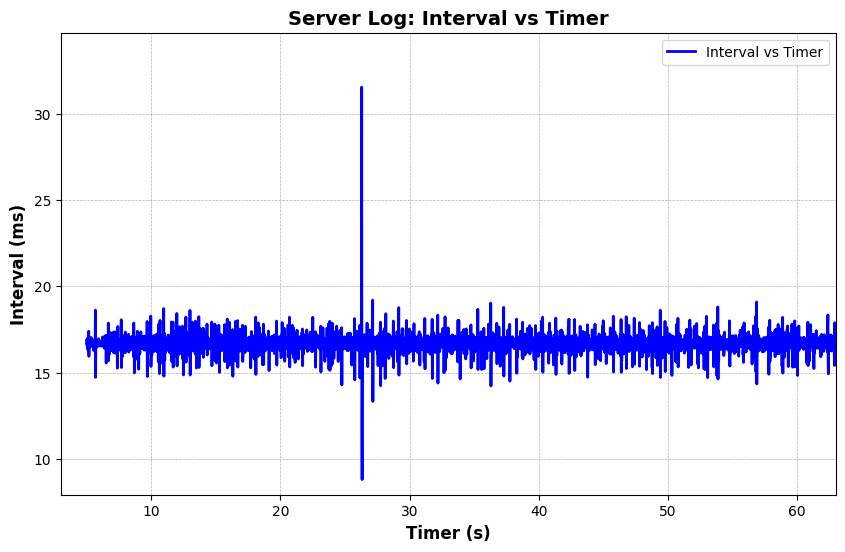 Server Log: Interval vs Timer
Interval vs Timer
Interval (ms)
30
25
20
15
10
10 20 30 40 50 60
Timer (s)